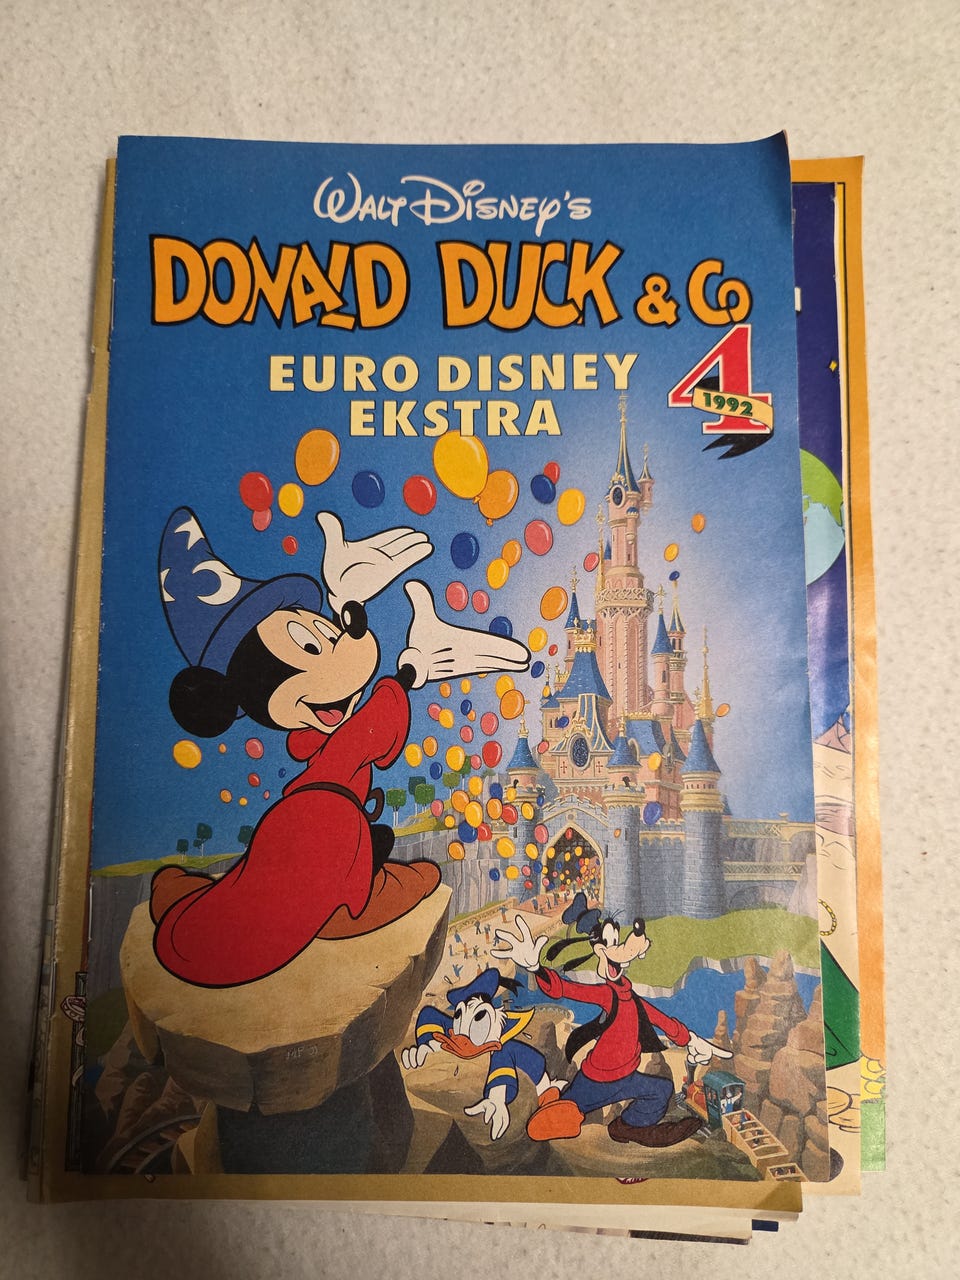 WALT DISNEY'S
DONALD DUCK & Co
EURO DISNEY
EKSTRA
4
1992